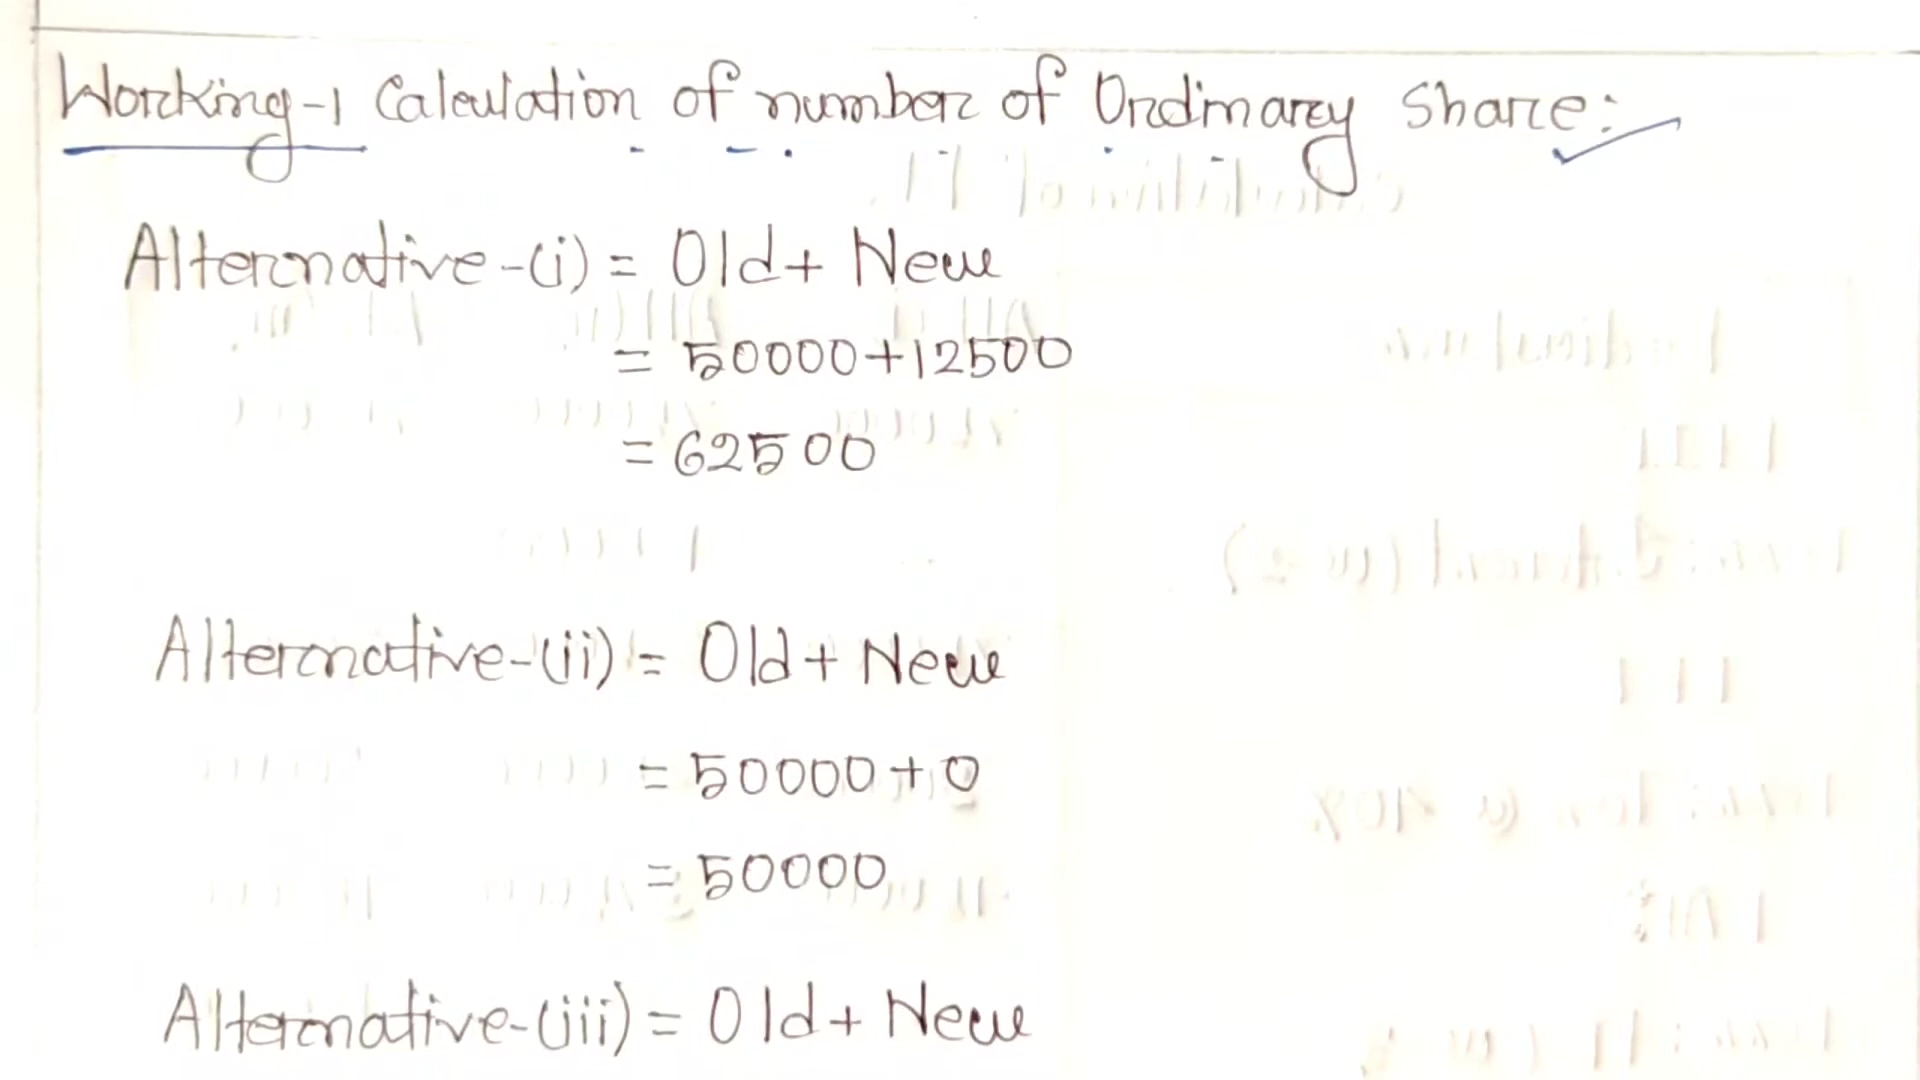 Working-1 Calculation of number of Ordinary Share:
Alternative-(i) = Old + New
= 50000+12500
= 62500
Alternative-(ii) = Old + New
= 50000 + 0
= 50000
Alternative-(iii) = Old + New